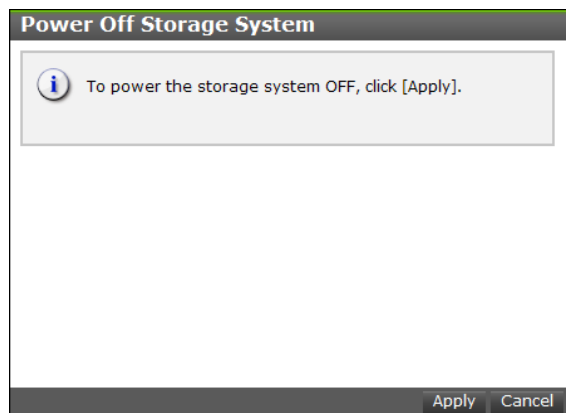 Power Off Storage System
To power the storage system OFF, click [Apply].
Apply Cancel